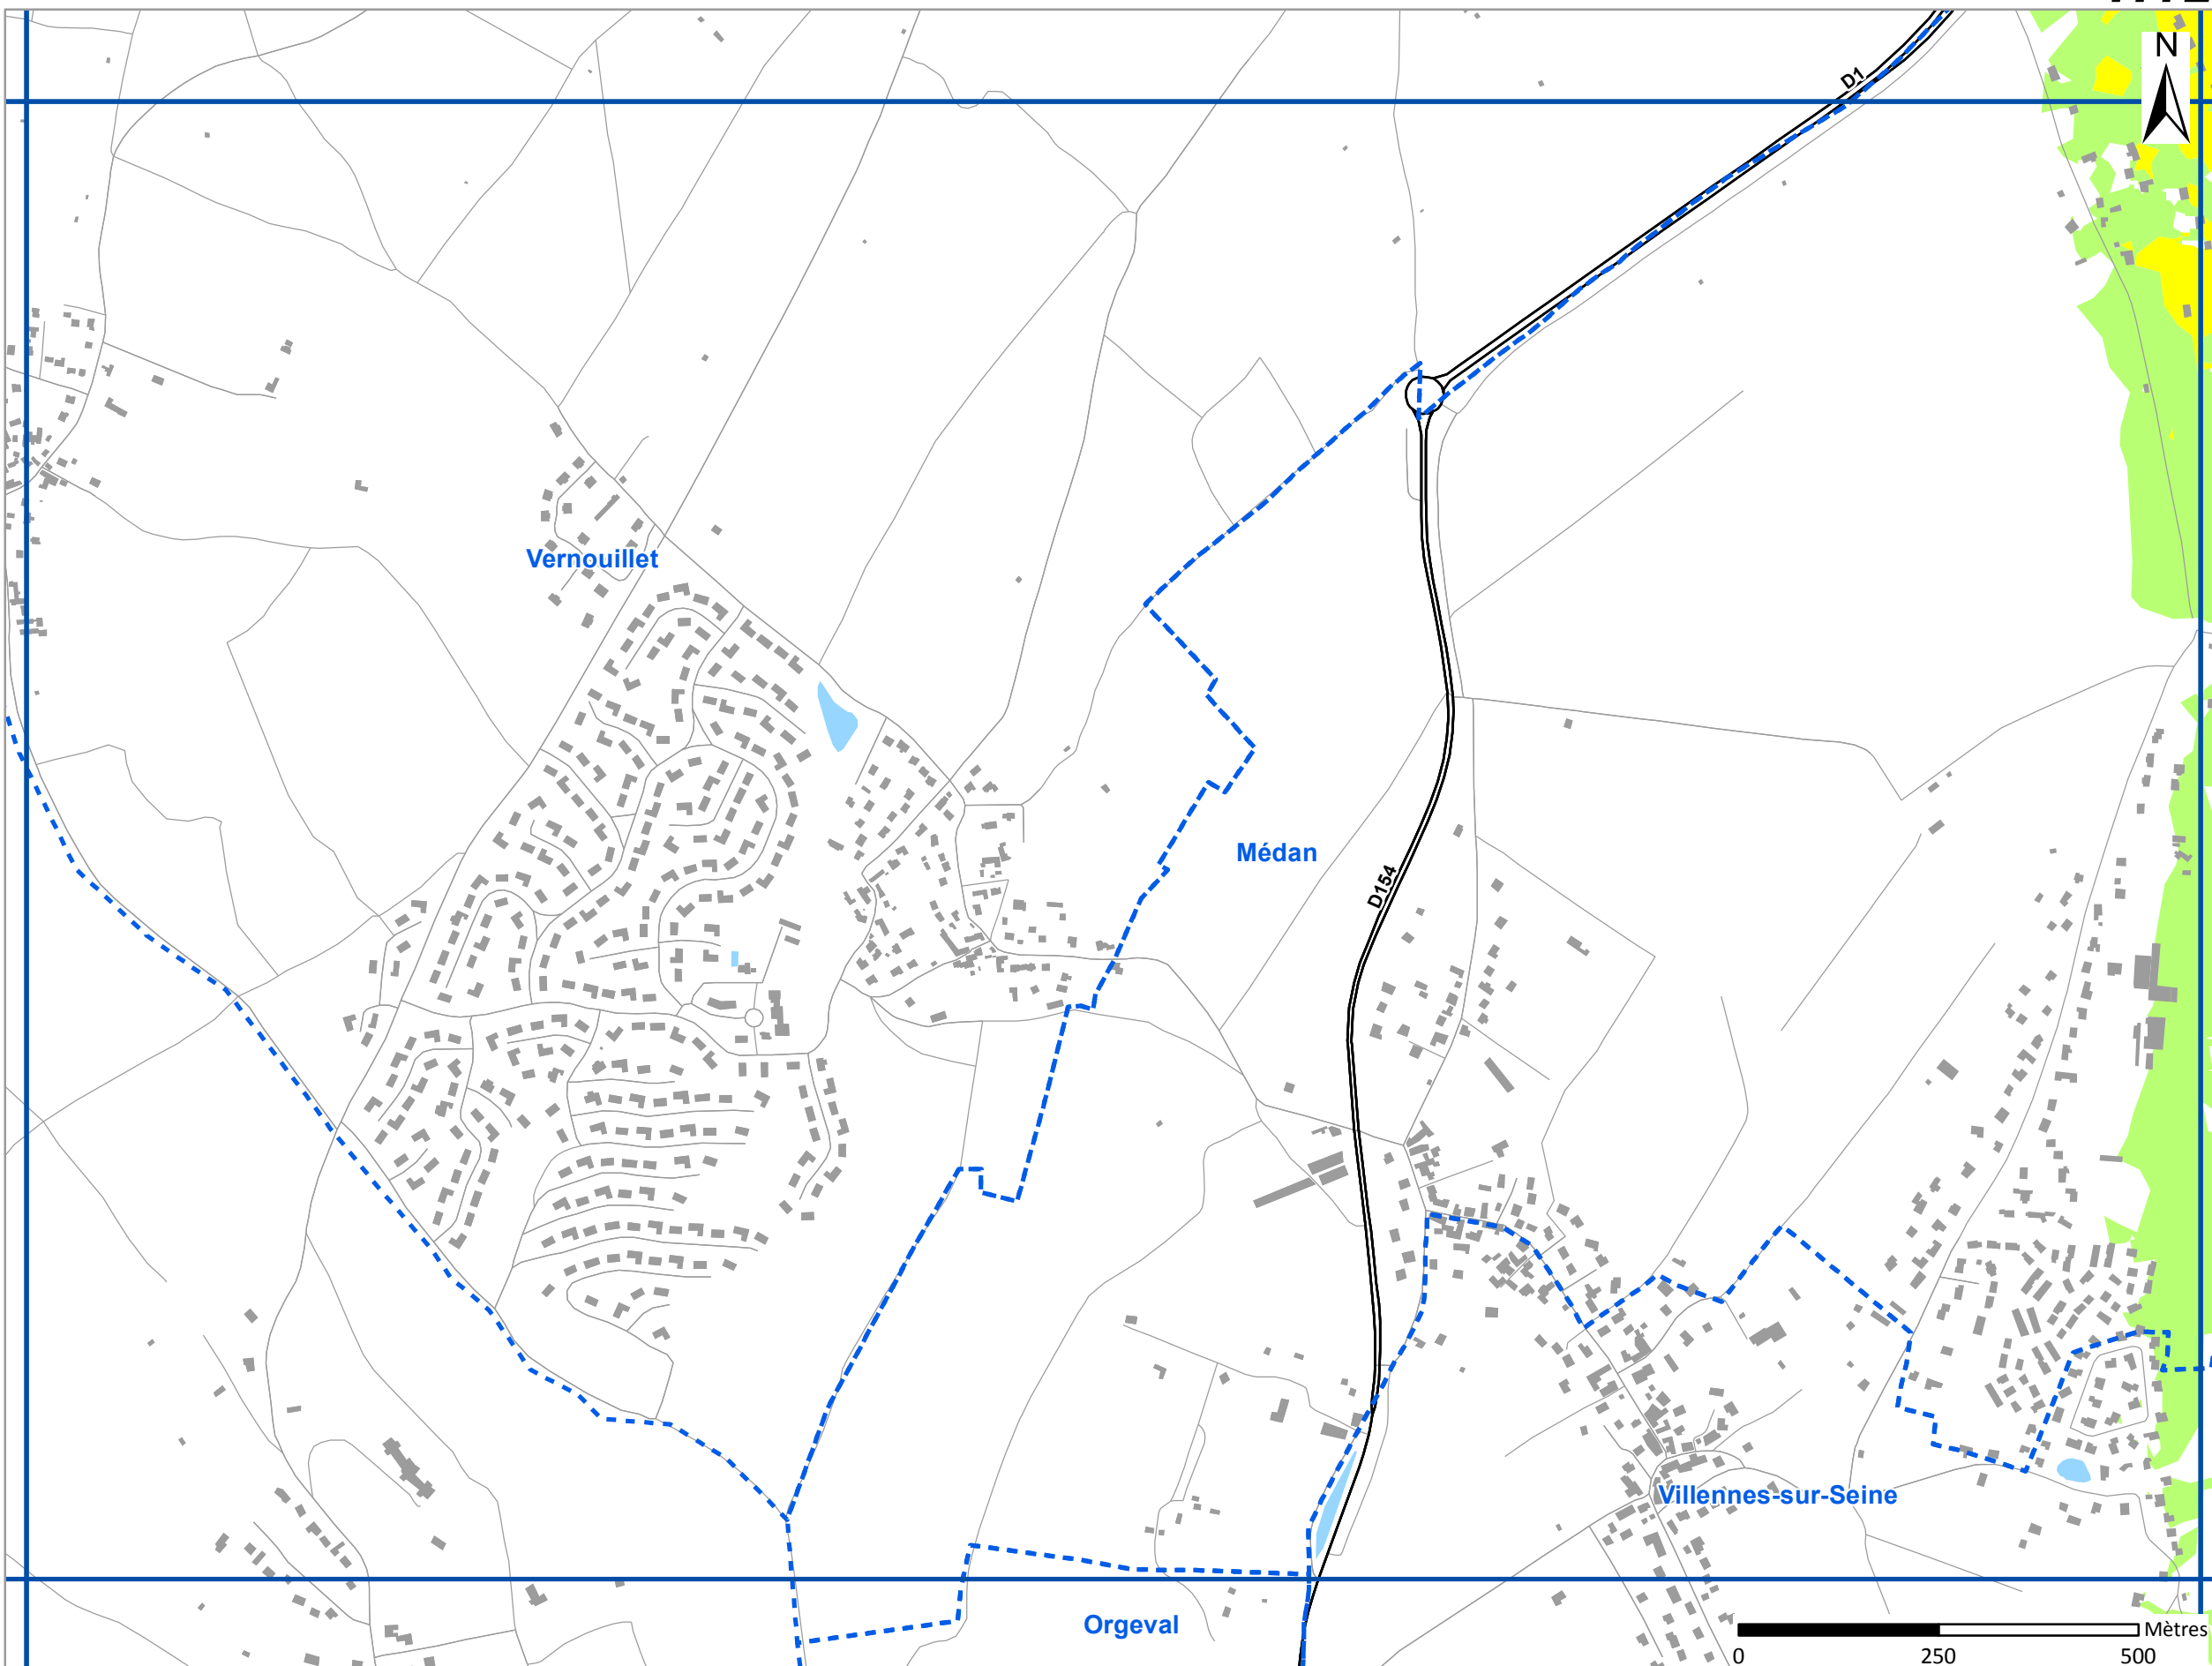 N
D1
Vernouillet
Médan
D154
Villennes-sur-Seine
Orgeval
Mètres
0 250 500